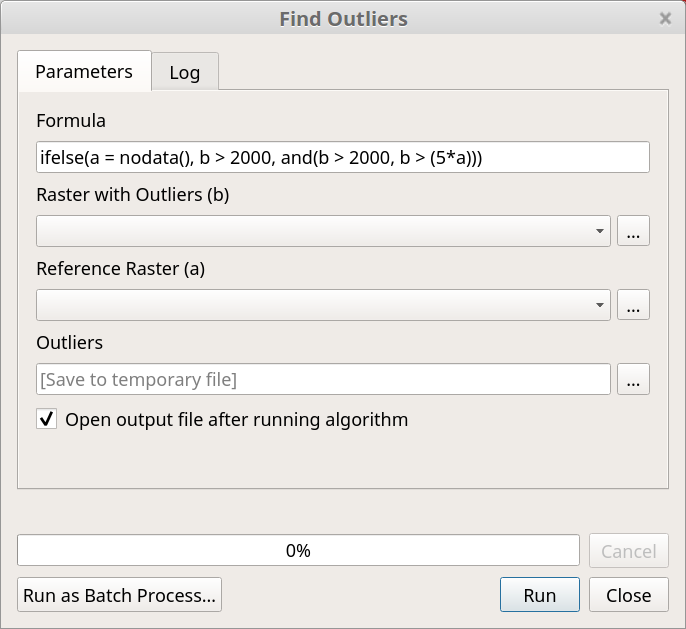 Find Outliers
Parameters
Log
Formula
ifelse(a = nodata(), b > 2000, and(b > 2000, b > (5*a)))
Raster with Outliers (b)
...
Reference Raster (a)
...
Outliers
[Save to temporary file]
...
Open output file after running algorithm
0%
Cancel
Run as Batch Process...
Run
Close